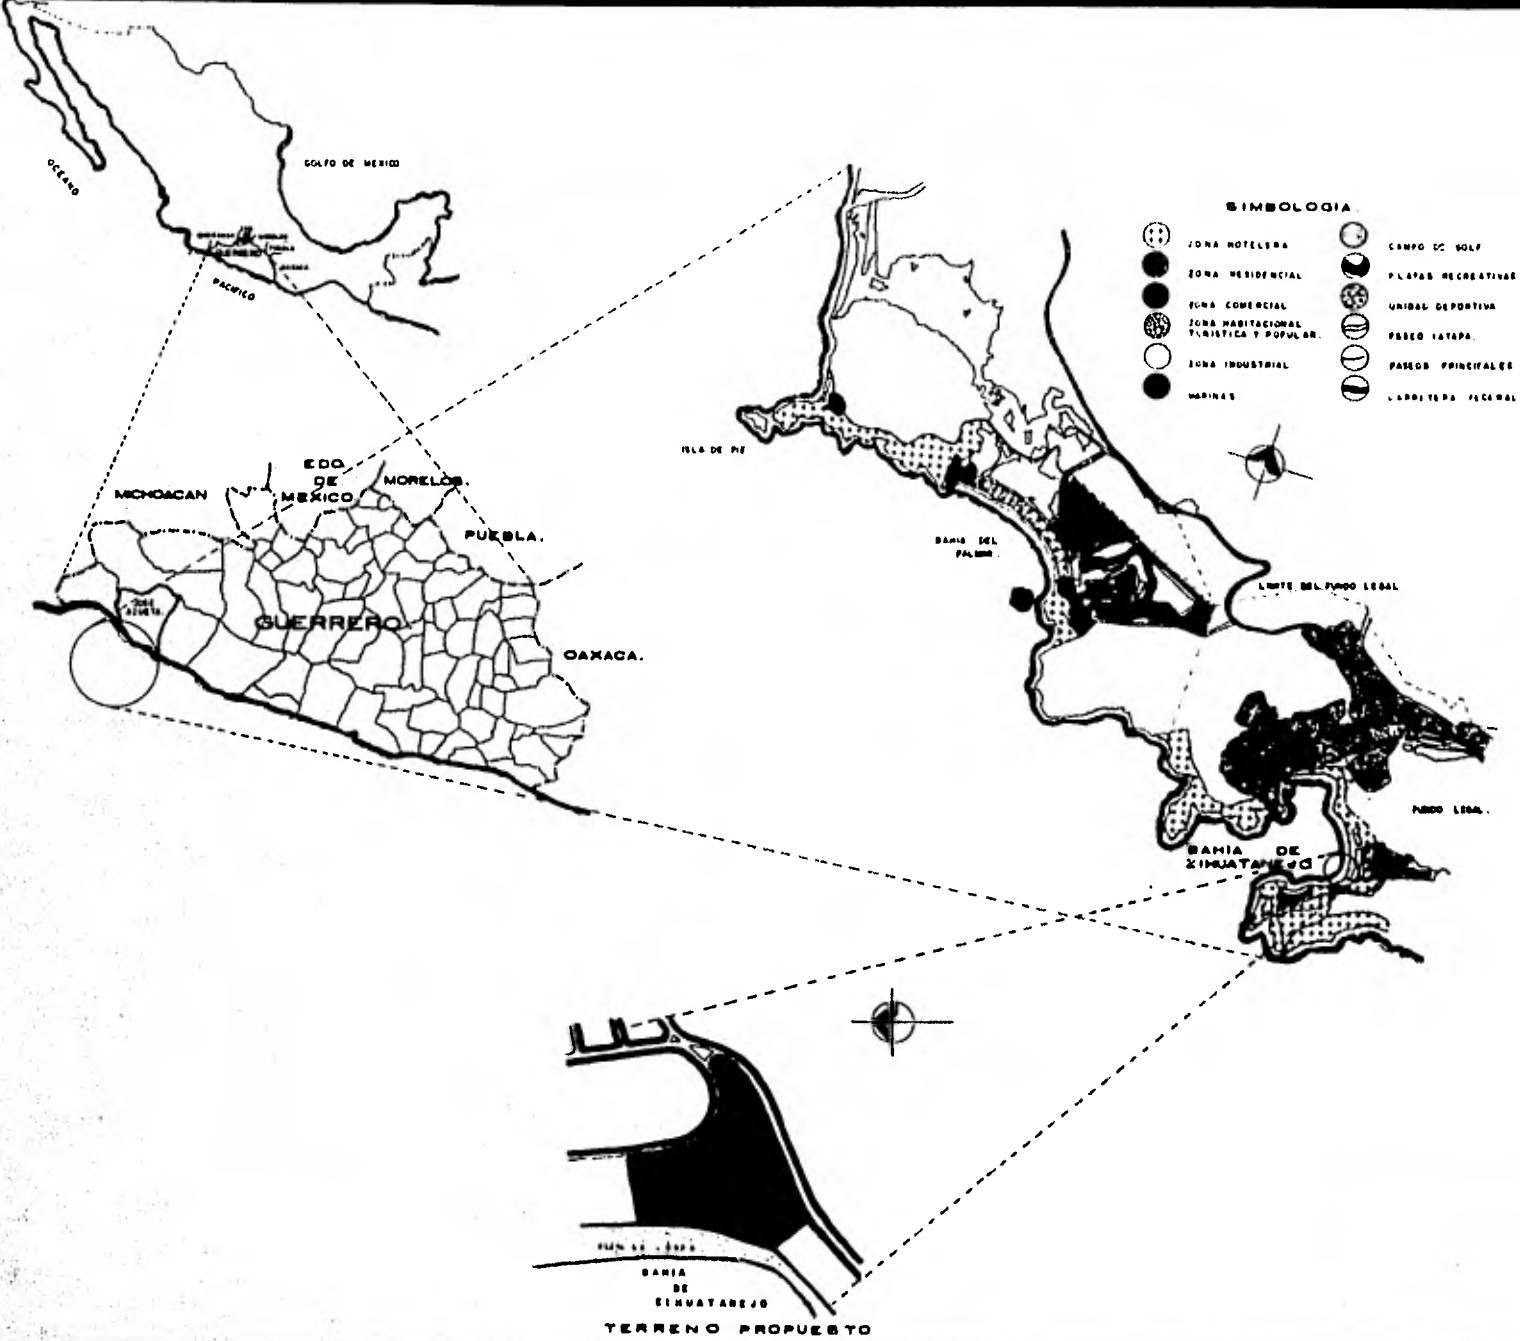 GOLFO DE MEXICO
OCEANO
PACIFICO
SIMBOLOGIA
ZONA HOTELERA
ZONA RESIDENCIAL
ZONA COMERCIAL
ZONA HABITACIONAL
TURISTICA Y POPULAR.
ZONA INDUSTRIAL
MARINAS
CAMPO DE GOLF
PLAYAS RECREATIVAS
UNIDAD DEPORTIVA
PASEO IXTAPA.
PASEOS PRINCIPALES
CARRETERA FEDERAL
ISLA DE
BAHIA DEL
PALMAR.
LIMITE DEL FUNDO LEGAL
FUNDO LEGAL.
BAHIA DE
ZIHUATANEJO
MICHOACAN
EDO.
DE
MEXICO
MORELOS.
PUEBLA.
JOSE
AZUETA.
GUERRERO.
OAXACA.
BAHIA
DE
ZIHUATANEJO
TERRENO PROPUESTO